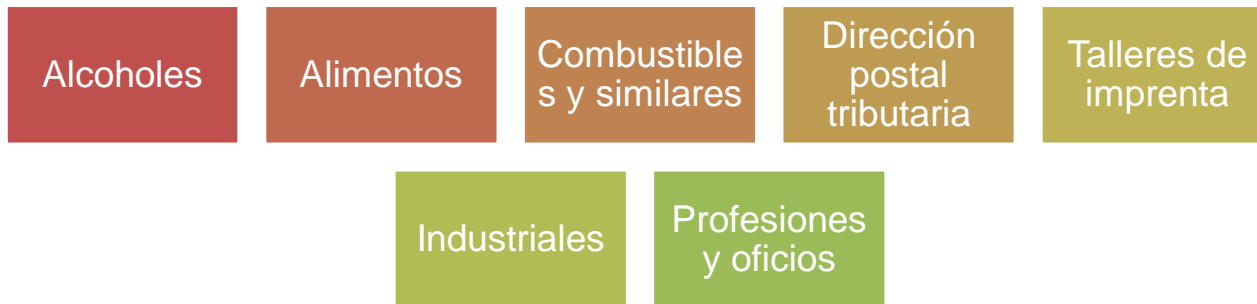 Alcoholes
Alimentos
Combustible
s y similares
Dirección
postal
tributaria
Talleres de
imprenta
Industriales
Profesiones
y oficios